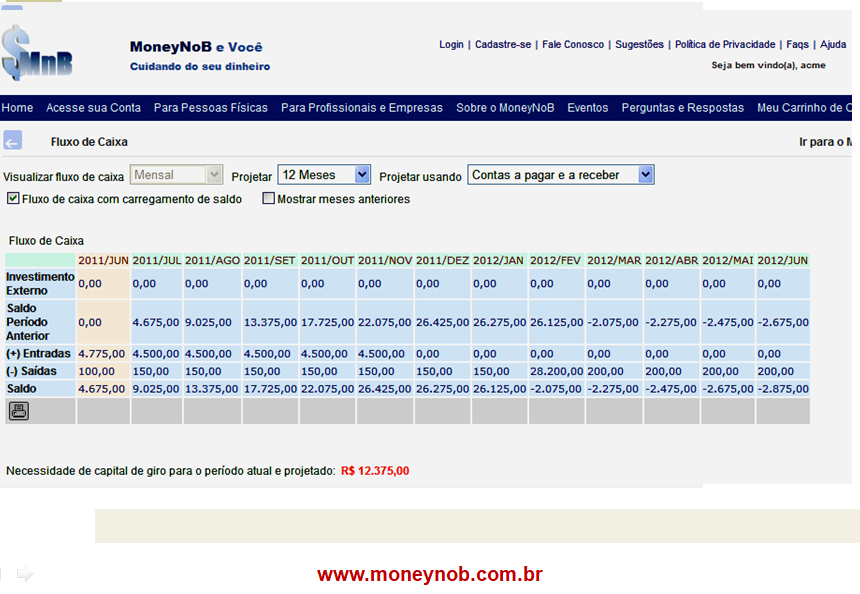 $MnB
MoneyNoB e Você
Cuidando do seu dinheiro
Login | Cadastre-se | Fale Conosco | Sugestões | Política de Privacidade | Faqs | Ajuda
Seja bem vindo(a), acme
Home Acesse sua Conta Para Pessoas Físicas Para Profissionais e Empresas Sobre o MoneyNoB Eventos Perguntas e Respostas Meu Carrinho de C
Fluxo de Caixa
Ir para o M
Visualizar fluxo de caixa Mensal Projetar 12 Meses Projetar usando Contas a pagar e a receber
Fluxo de caixa com carregamento de saldo Mostrar meses anteriores
Fluxo de Caixa
2011/JUN 2011/JUL 2011/AGO 2011/SET 2011/OUT 2011/NOV 2011/DEZ 2012/JAN 2012/FEV 2012/MAR 2012/ABR 2012/MAI 2012/JUN
Investimento
Externo
0,00 0,00 0,00 0,00 0,00 0,00 0,00 0,00 0,00 0,00 0,00 0,00 0,00
Saldo
Período
Anterior
0,00 4.675,00 9.025,00 13.375,00 17.725,00 22.075,00 26.425,00 26.275,00 26.125,00 -2.075,00 -2.275,00 -2.475,00 -2.675,00
(+) Entradas 4.775,00 4.500,00 4.500,00 4.500,00 4.500,00 4.500,00 0,00 0,00 0,00 0,00 0,00 0,00 0,00
(-) Saídas 100,00 150,00 150,00 150,00 150,00 150,00 150,00 150,00 28.200,00 200,00 200,00 200,00 200,00
Saldo 4.675,00 9.025,00 13.375,00 17.725,00 22.075,00 26.425,00 26.275,00 26.125,00 -2.075,00 -2.275,00 -2.475,00 -2.675,00 -2.875,00
Necessidade de capital de giro para o período atual e projetado: R$ 12.375,00
www.moneynob.com.br